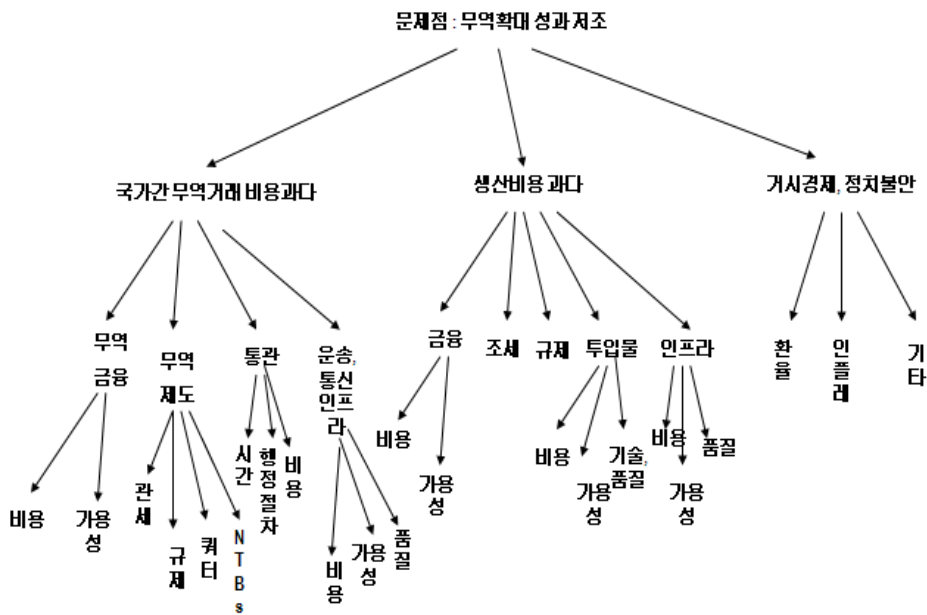 문제점 : 무역확대 성과 저조
국가간 무역거래 비용과다
생산비용 과다
거시경제, 정치불안
무역
금융
무역
제도
통관
운송,
통신
인프
라
금융
조세
규제
투입물
인프라
환
율
인
플
레
기
타
비용
가용
성
관
세
규
제
쿼
터
N
T
B
s
시
간
행
정
절
차
비
용
비
용
가용
성
품
질
비용
가용
성
비용
가용
성
기술,
품질
비용
가용
성
품질